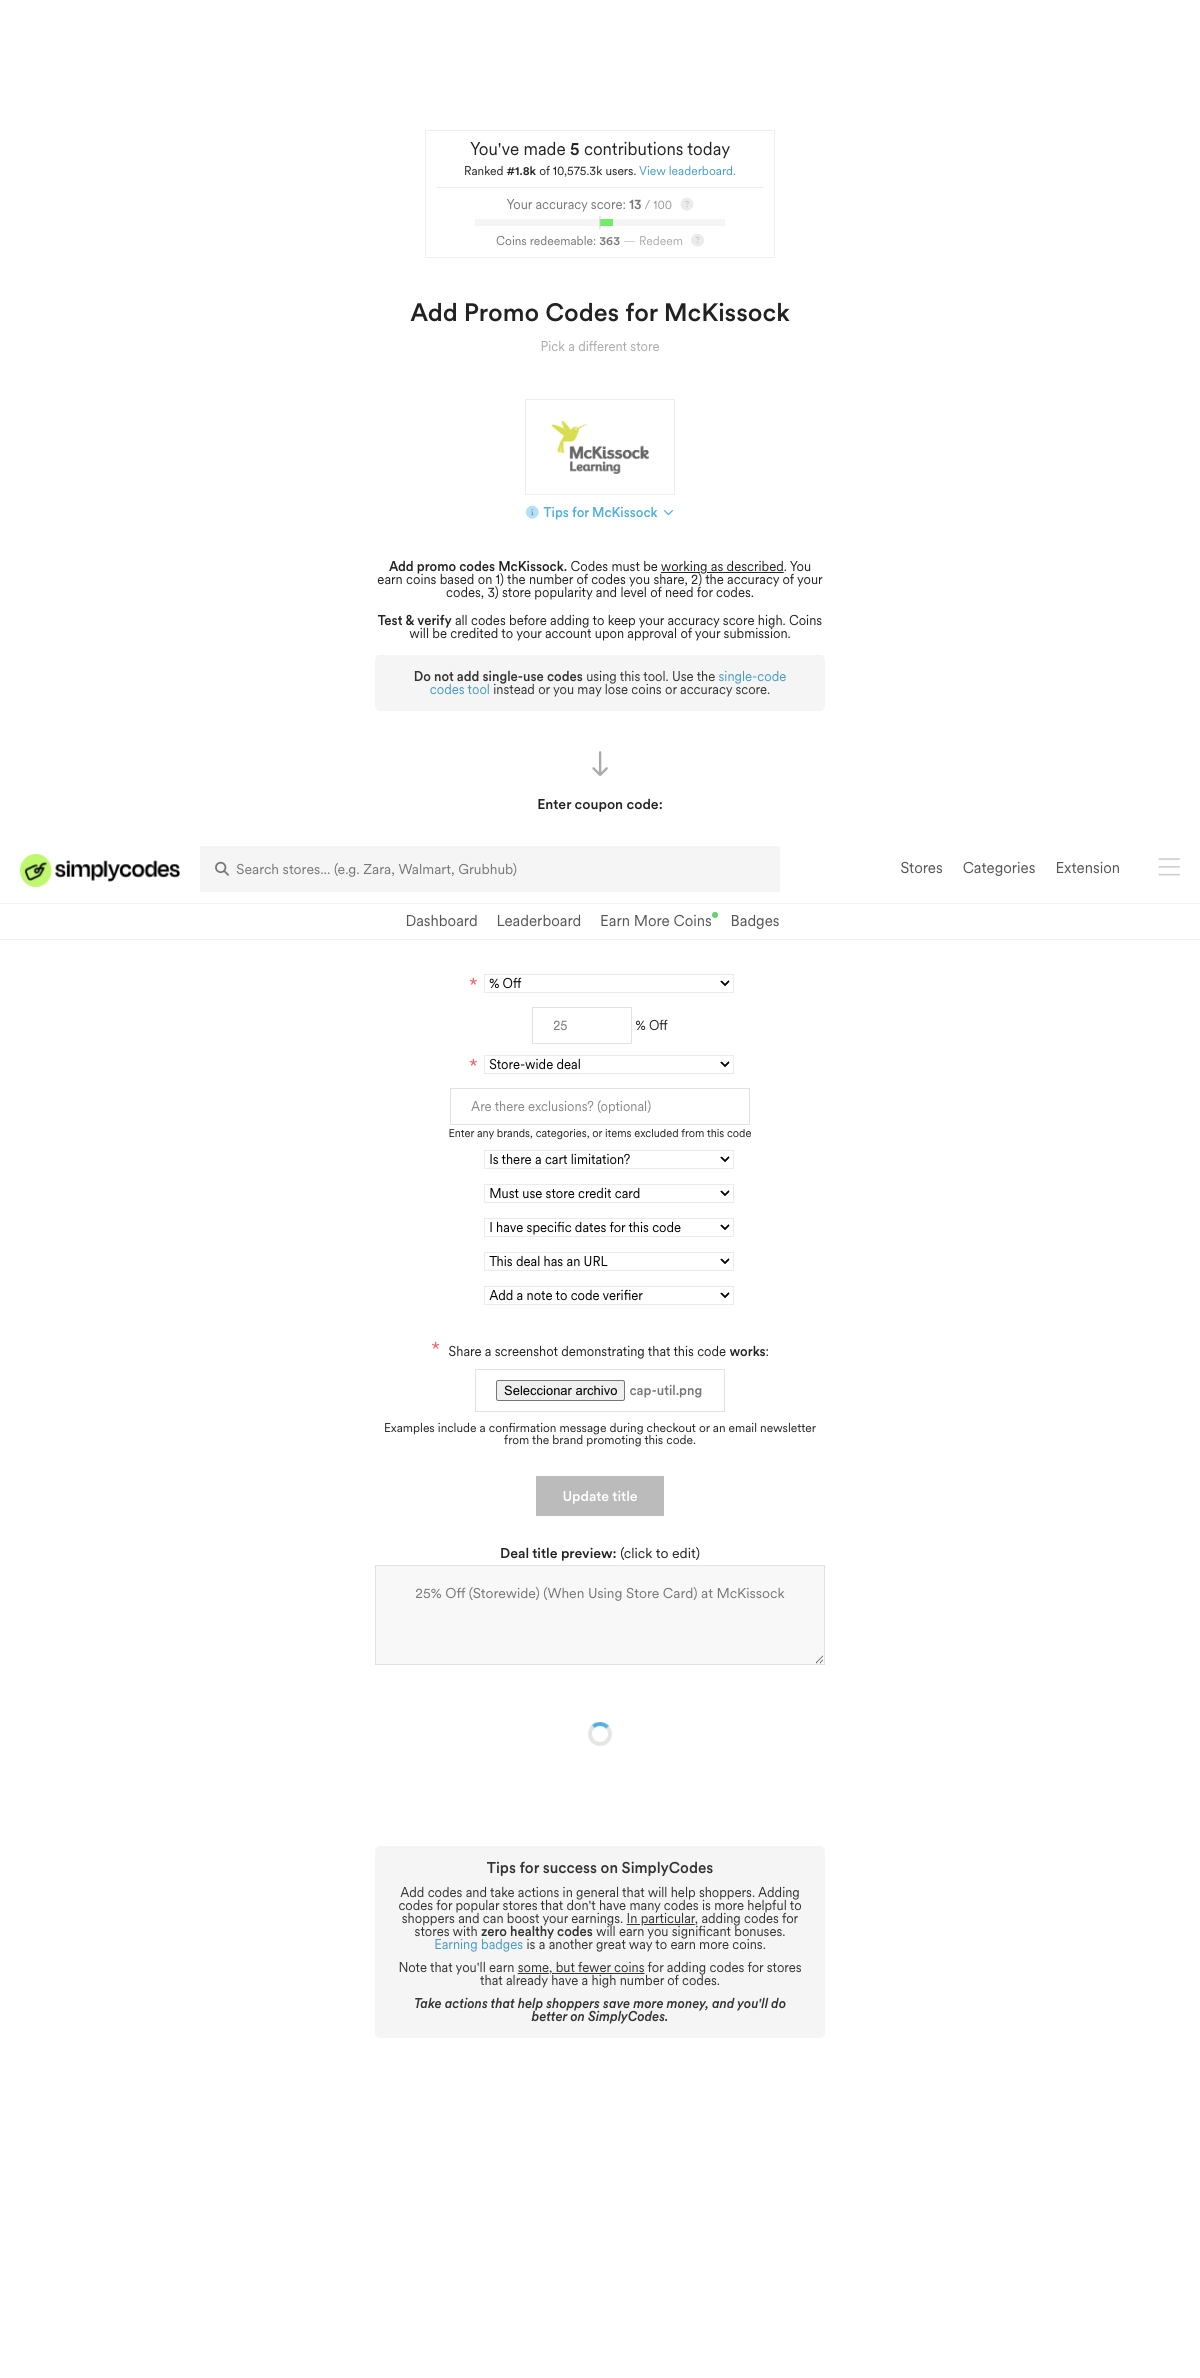 You've made 5 contributions today
Ranked #1.8k of 10,575.3k users. View leaderboard.
Your accuracy score: 13 / 100 ?
Coins redeemable: 363 — Redeem ?
Add Promo Codes for McKissock
Pick a different store
McKissock
Learning
i Tips for McKissock
Add promo codes McKissock. Codes must be working as described. You
earn coins based on 1) the number of codes you share, 2) the accuracy of your
codes, 3) store popularity and level of need for codes.
Test & verify all codes before adding to keep your accuracy score high. Coins
will be credited to your account upon approval of your submission.
Do not add single-use codes using this tool. Use the single-code
codes tool instead or you may lose coins or accuracy score.
Enter coupon code:
simplycodes
Search stores... (e.g. Zara, Walmart, Grubhub)
Stores Categories Extension
Dashboard Leaderboard Earn More Coins Badges
* % Off
25 % Off
* Store-wide deal
Are there exclusions? (optional)
Enter any brands, categories, or items excluded from this code
Is there a cart limitation?
Must use store credit card
I have specific dates for this code
This deal has an URL
Add a note to code verifier
* Share a screenshot demonstrating that this code works:
Seleccionar archivo cap-util.png
Examples include a confirmation message during checkout or an email newsletter
from the brand promoting this code.
Update title
Deal title preview: (click to edit)
25% Off (Storewide) (When Using Store Card) at McKissock
Tips for success on SimplyCodes
Add codes and take actions in general that will help shoppers. Adding
codes for popular stores that don't have many codes is more helpful to
shoppers and can boost your earnings. In particular, adding codes for
stores with zero healthy codes will earn you significant bonuses.
Earning badges is a another great way to earn more coins.
Note that you'll earn some, but fewer coins for adding codes for stores
that already have a high number of codes.
Take actions that help shoppers save more money, and you'll do
better on SimplyCodes.